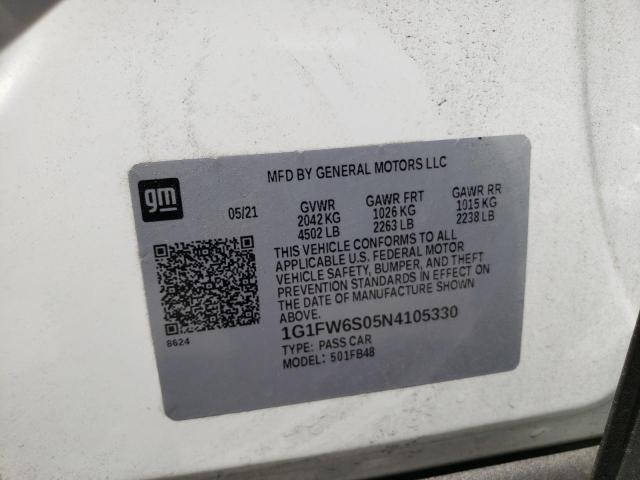 MFD BY GENERAL MOTORS LLC
gm
05/21
GVWR GAWR FRT GAWR RR
2042 KG 1026 KG 1015 KG
4502 LB 2263 LB 2238 LB
THIS VEHICLE CONFORMS TO ALL
APPLICABLE U.S. FEDERAL MOTOR
VEHICLE SAFETY, BUMPER, AND THEFT
PREVENTION STANDARDS IN EFFECT ON
THE DATE OF MANUFACTURE SHOWN
ABOVE.
8624
1G1FW6S05N4105330
TYPE: PASS CAR
MODEL: 501FB48